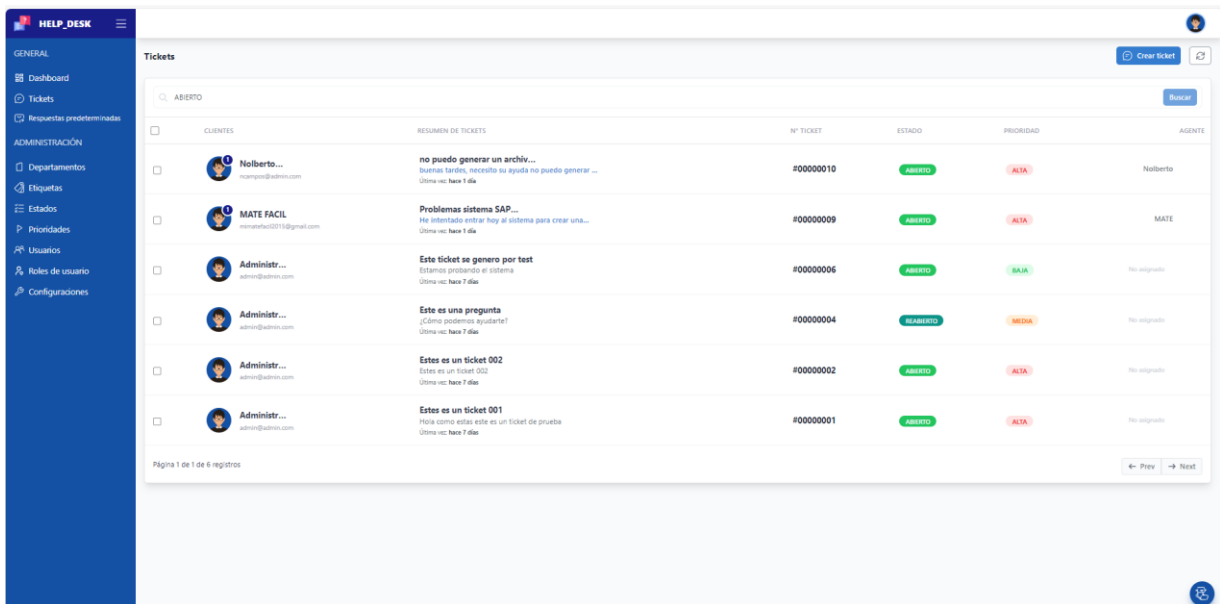 HELP_DESK
GENERAL
Dashboard
Tickets
Respuestas predeterminadas
ADMINISTRACIÓN
Departamentos
Etiquetas
Estados
Prioridades
Usuarios
Roles de usuario
Configuraciones
Tickets
Crear ticket
ABIERTO
Buscar
CLIENTES RESUMEN DE TICKETS N° TICKET ESTADO PRIORIDAD AGENTE
1
Nolberto...
ncampos@admin.com
no puedo generar un archiv...
buenas tardes, necesito su ayuda no puedo generar ...
Última vez: hace 1 día
#00000010 ABIERTO ALTA Nolberto
1
MATE FACIL
mimatefacil2015@gmail.com
Problemas sistema SAP...
He intentado entrar hoy al sistema para crear una...
Última vez: hace 1 día
#00000009 ABIERTO ALTA MATE
Administr...
admin@admin.com
Este ticket se genero por test
Estamos probando el sistema
Última vez: hace 7 días
#00000006 ABIERTO BAJA No asignado
Administr...
admin@admin.com
Este es una pregunta
¿Cómo podemos ayudarte?
Última vez: hace 7 días
#00000004 REABIERTO MEDIA No asignado
Administr...
admin@admin.com
Estes es un ticket 002
Estes es un ticket 002
Última vez: hace 7 días
#00000002 ABIERTO ALTA No asignado
Administr...
admin@admin.com
Estes es un ticket 001
Hola como estas este es un ticket de prueba
Última vez: hace 7 días
#00000001 ABIERTO ALTA No asignado
Página 1 de 1 de 6 registros
← Prev → Next